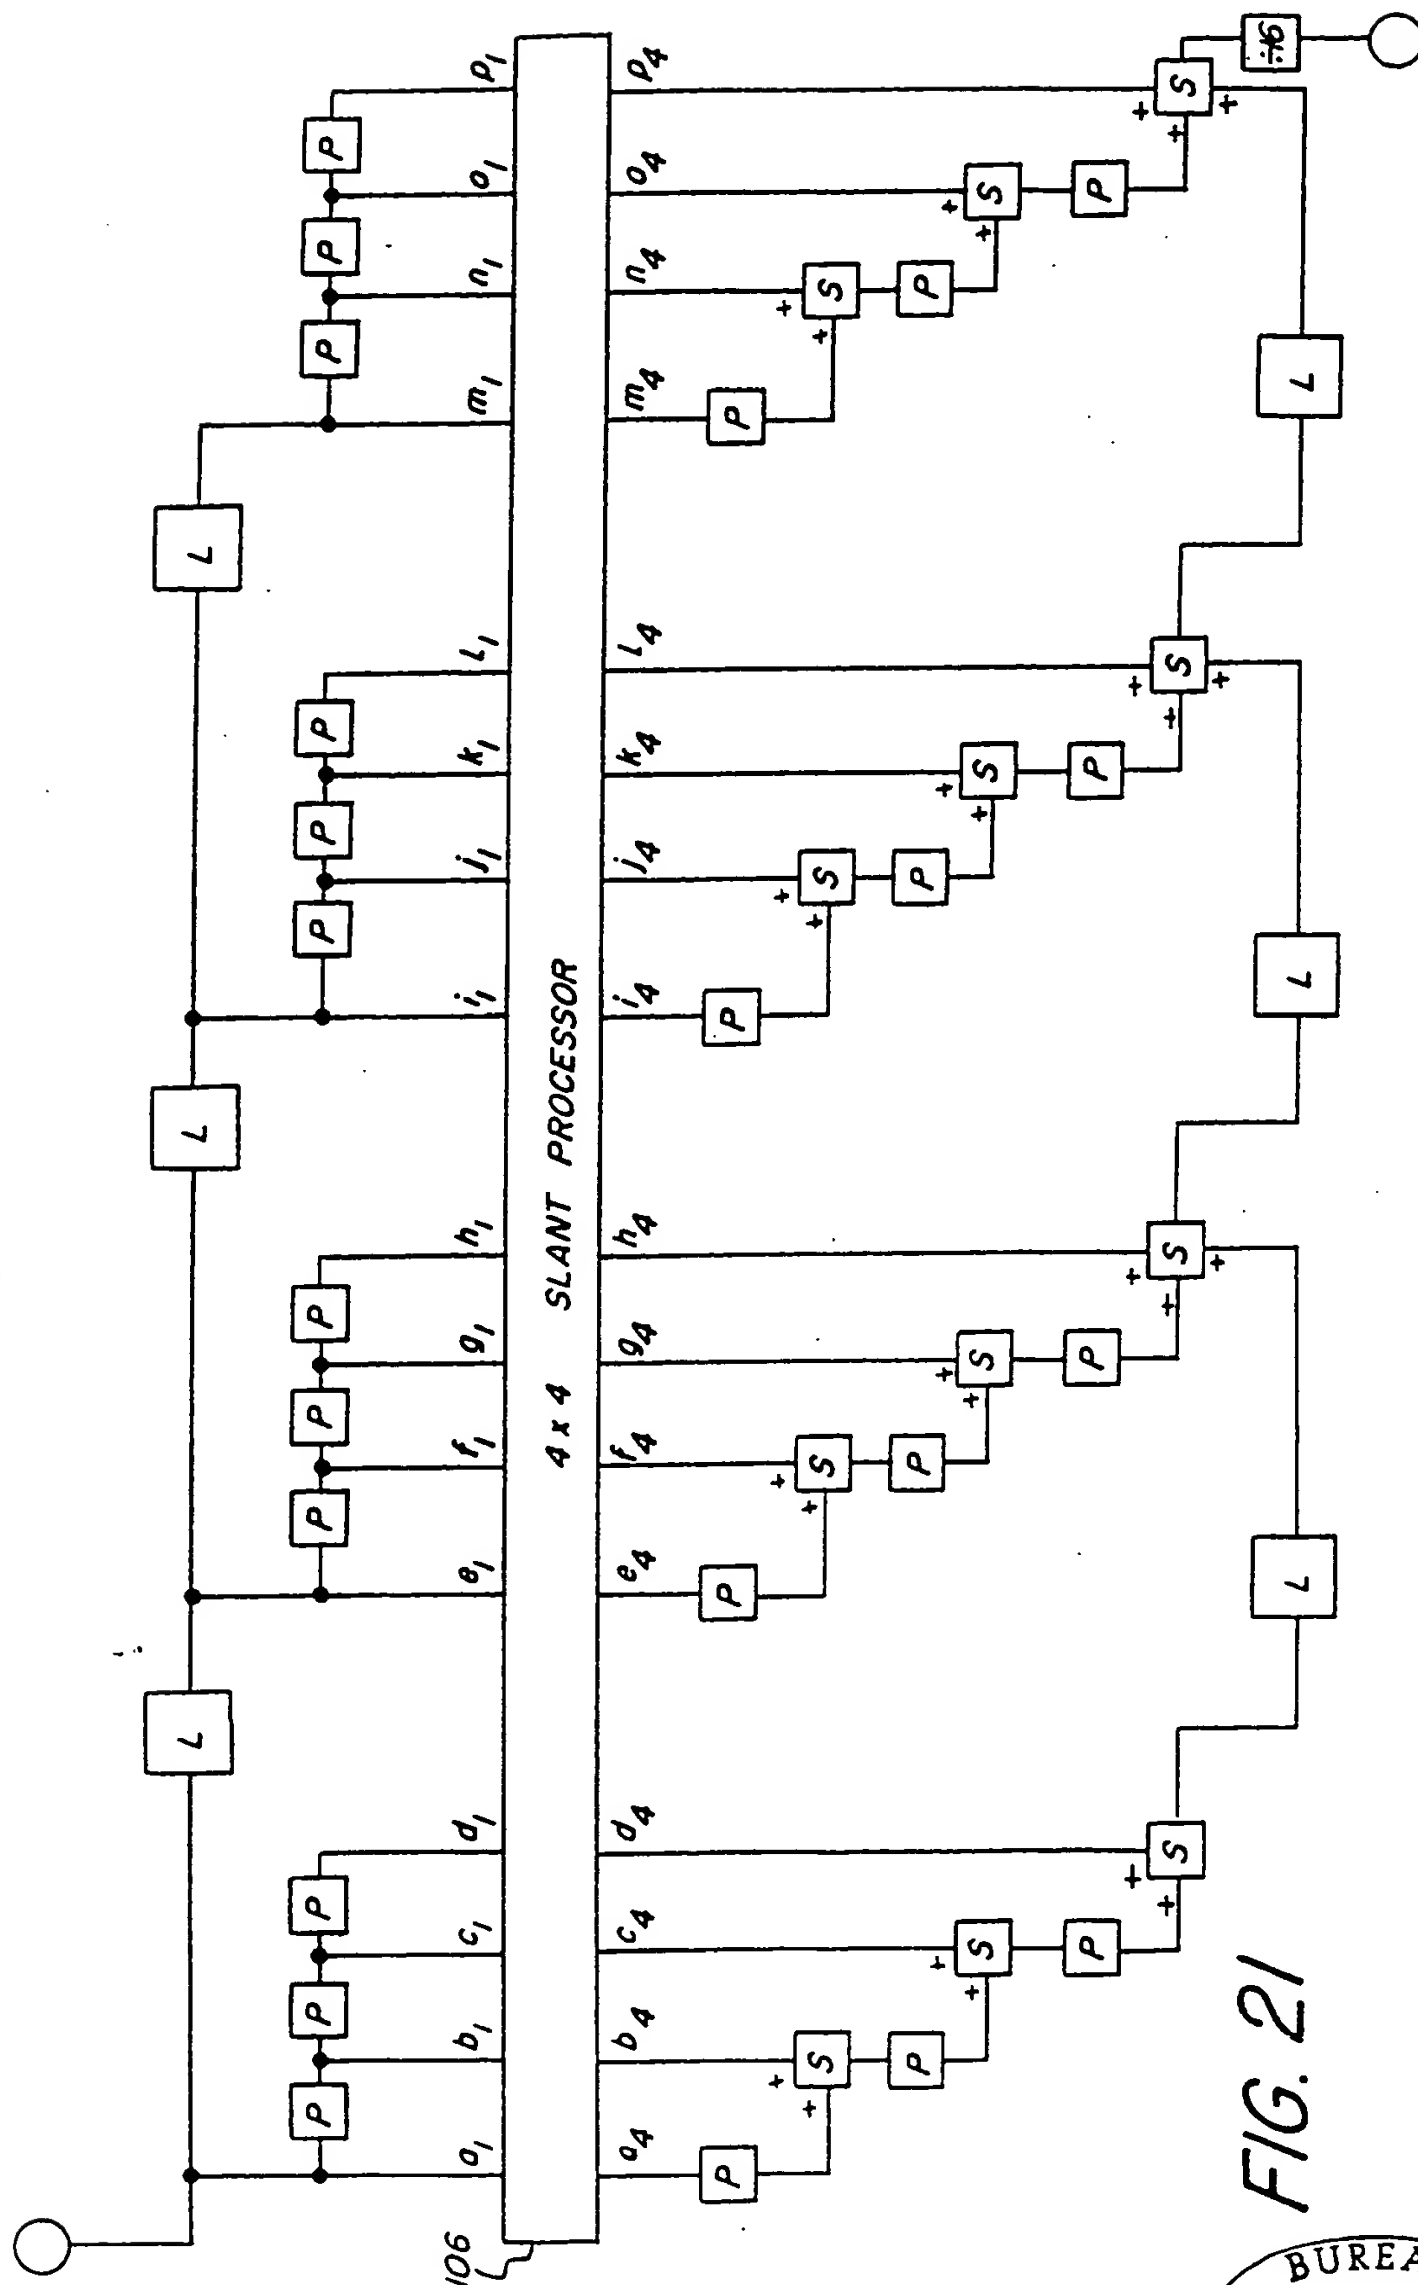 L L L
P P P P P P P P P P P P
a1 b1 c1 d1 e1 f1 g1 h1 i1 j1 k1 L1 m1 n1 o1 p1
106
4 x 4 SLANT PROCESSOR
a4 b4 c4 d4 e4 f4 g4 h4 i4 j4 k4 L4 m4 n4 o4 p4
P P P P
+ + S + + S + + S + + S
P P P P
+ + S + + S + + S + + S
P P P P
+ + S + + + S + + + S + + + S
÷16
L L L
FIG. 21